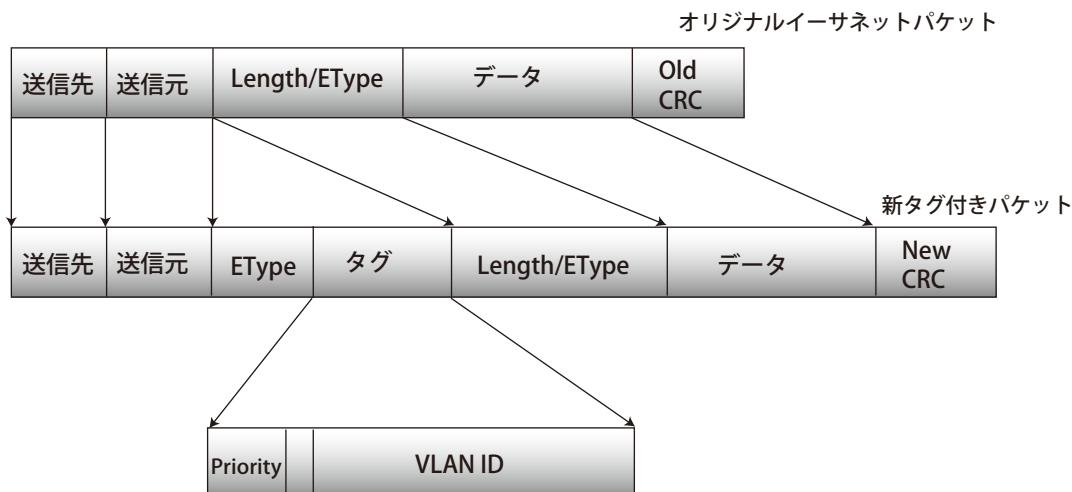 オリジナルイーサネットパケット
送信先 送信元 Length/EType データ Old CRC
新タグ付きパケット
送信先 送信元 EType タグ Length/EType データ New CRC
Priority VLAN ID